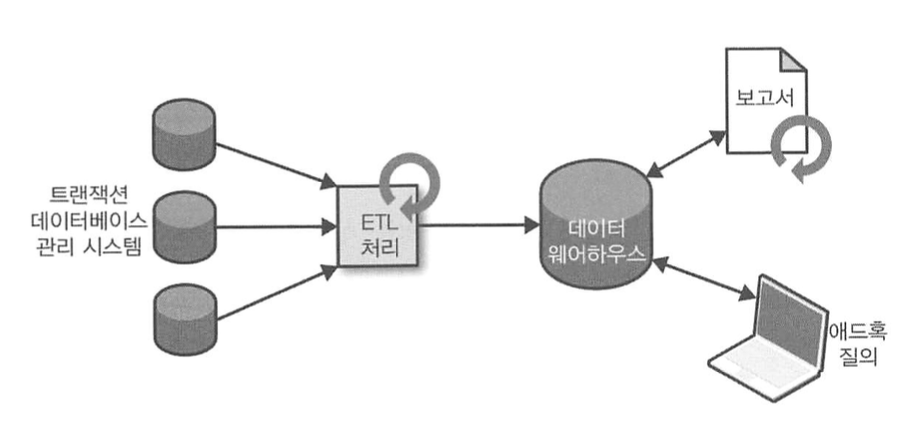 트랜잭션
데이터베이스
관리 시스템
ETL
처리
데이터
웨어하우스
보고서
애드혹
질의